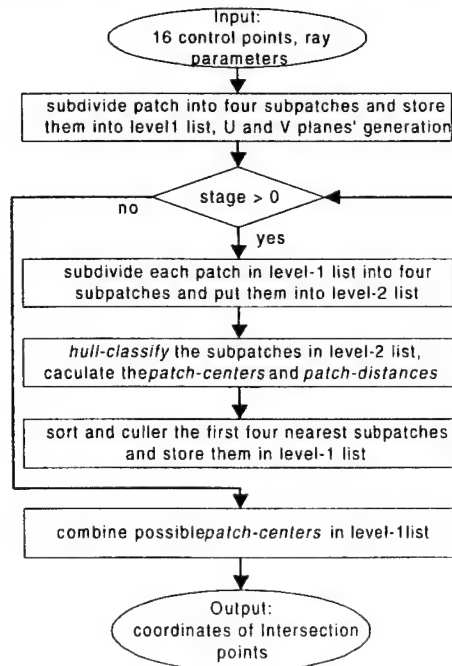 Input:
16 control points, ray
parameters
subdivide patch into four subpatches and store
them into level1 list, U and V planes' generation
stage > 0
no
yes
subdivide each patch in level-1 list into four
subpatches and put them into level-2 list
hull-classify the subpatches in level-2 list,
caculate thepatch-centers and patch-distances
sort and culler the first four nearest subpatches
and store them in level-1 list
combine possiblepatch-centers in level-1list
Output:
coordinates of Intersection
points